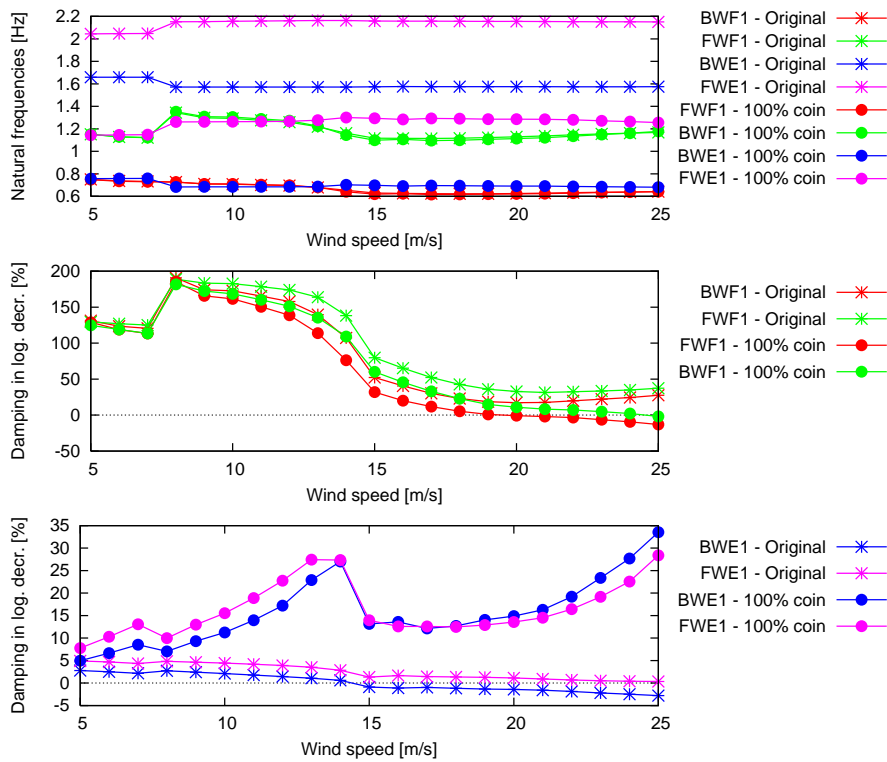 Natural frequencies [Hz]
2.2
2
1.8
1.6
1.4
1.2
1
0.8
0.6
5
10
15
20
25
Wind speed [m/s]
BWF1 - Original
FWF1 - Original
BWE1 - Original
FWE1 - Original
FWF1 - 100% coin
BWF1 - 100% coin
BWE1 - 100% coin
FWE1 - 100% coin
Damping in log. decr. [%]
200
150
100
50
0
-50
5
10
15
20
25
Wind speed [m/s]
BWF1 - Original
FWF1 - Original
FWF1 - 100% coin
BWF1 - 100% coin
Damping in log. decr. [%]
35
30
25
20
15
10
5
0
-5
5
10
15
20
25
Wind speed [m/s]
BWE1 - Original
FWE1 - Original
BWE1 - 100% coin
FWE1 - 100% coin